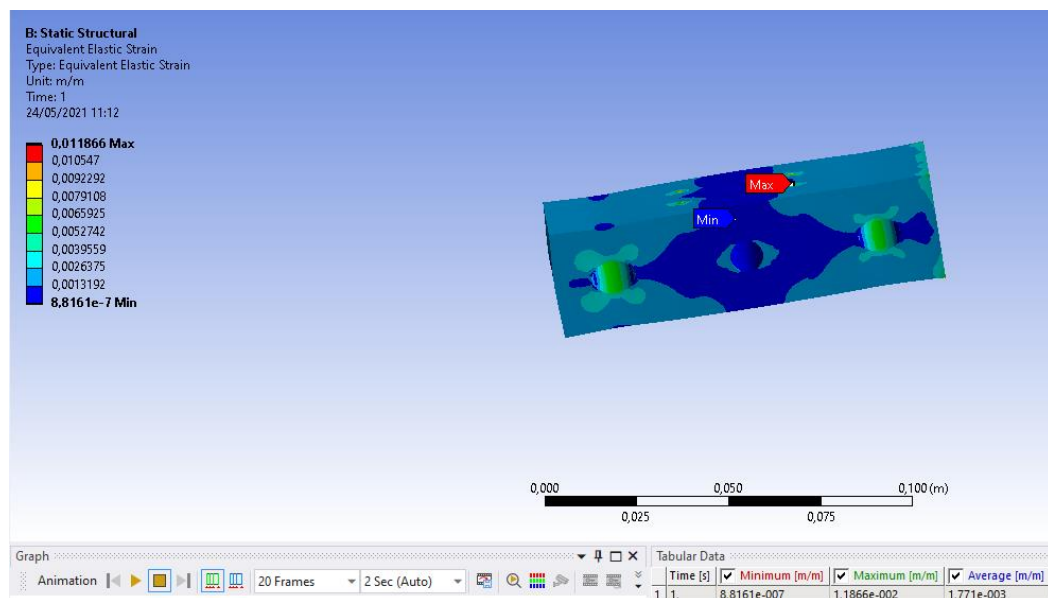 B: Static Structural
Equivalent Elastic Strain
Type: Equivalent Elastic Strain
Unit: m/m
Time: 1
24/05/2021 11:12
0,011866 Max
0,010547
0,0092292
0,0079108
0,0065925
0,0052742
0,0039559
0,0026375
0,0013192
8,8161e-7 Min
Max
Min
0,000 0,050 0,100 (m)
0,025 0,075
Graph
Animation 20 Frames 2 Sec (Auto)
Tabular Data
Time [s] Minimum [m/m] Maximum [m/m] Average [m/m]
1 1. 8,8161e-007 1,1866e-002 1,771e-003